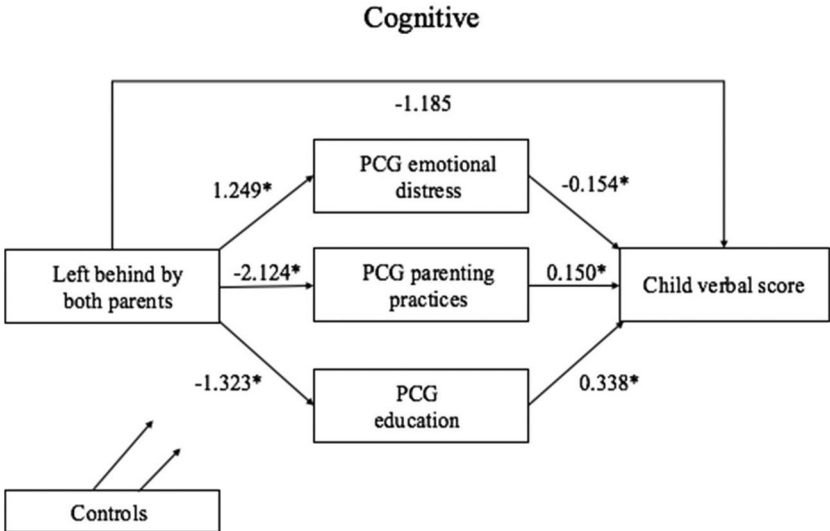 Cognitive
-1.185
PCG emotional
distress
1.249*
-0.154*
Left behind by
both parents
-2.124*
PCG parenting
practices
0.150*
Child verbal score
-1.323*
PCG
education
0.338*
Controls